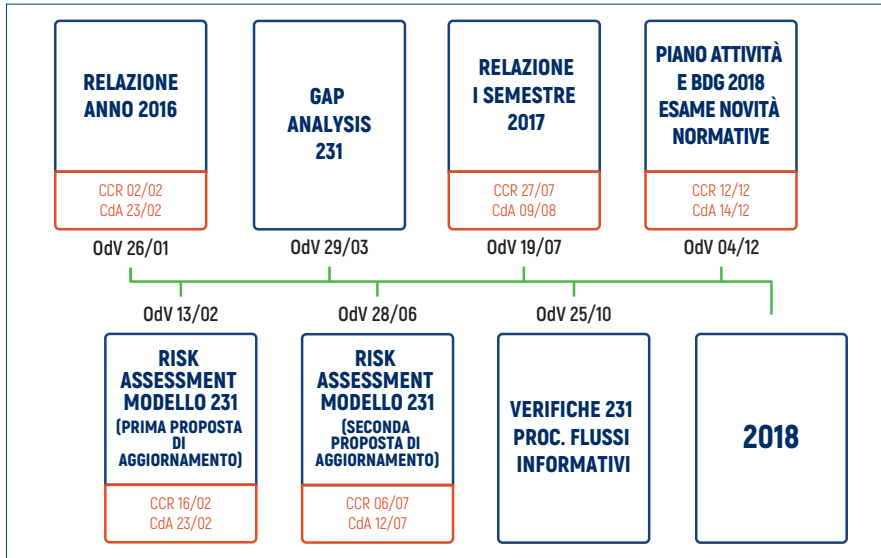 RELAZIONE
ANNO 2016
CCR 02/02
CdA 23/02
OdV 26/01
GAP
ANALYSIS
231
OdV 29/03
RELAZIONE
I SEMESTRE
2017
CCR 27/07
CdA 09/08
OdV 19/07
PIANO ATTIVITÀ
E BDG 2018
ESAME NOVITÀ
NORMATIVE
CCR 12/12
CdA 14/12
OdV 04/12
OdV 13/02
RISK
ASSESSMENT
MODELLO 231
(PRIMA PROPOSTA
DI
AGGIORNAMENTO)
CCR 16/02
CdA 23/02
OdV 28/06
RISK
ASSESSMENT
MODELLO 231
(SECONDA
PROPOSTA DI
AGGIORNAMENTO)
CCR 06/07
CdA 12/07
OdV 25/10
VERIFICHE 231
PROC. FLUSSI
INFORMATIVI
2018